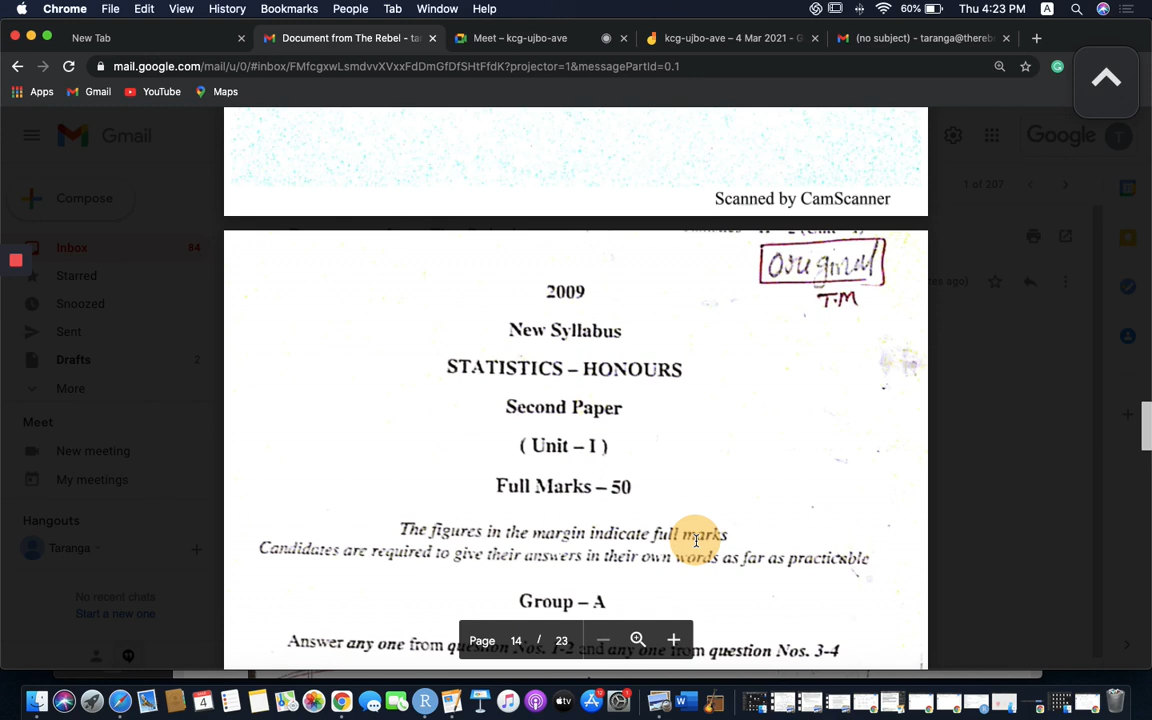 Chrome File Edit View History Bookmarks People Tab Window Help
60% Thu 4:23 PM A
New Tab
Document from The Rebel - tar
Meet – kcg-ujbo-ave
kcg-ujbo-ave – 4 Mar 2021 - G
(no subject) - taranga@thereb
mail.google.com/mail/u/0/#inbox/FMfcgxwLsmdvvXVxxFdDmGfDfSHtFfdK?projector=1&messagePartId=0.1
Apps Gmail YouTube Maps
Gmail
Google
T
Compose
1 of 207
Inbox 84
Starred
Snoozed
Sent
Drafts 2
More
Meet
New meeting
My meetings
Hangouts
Taranga
No recent chats
Start a new one
es ago)
Scanned by CamScanner
Original
T.M
2009
New Syllabus
STATISTICS – HONOURS
Second Paper
( Unit – I )
Full Marks – 50
The figures in the margin indicate full marks
Candidates are required to give their answers in their own words as far as practicable
Group – A
Answer any one from question Nos. 1-2 and any one from question Nos. 3-4
Page 14 / 23